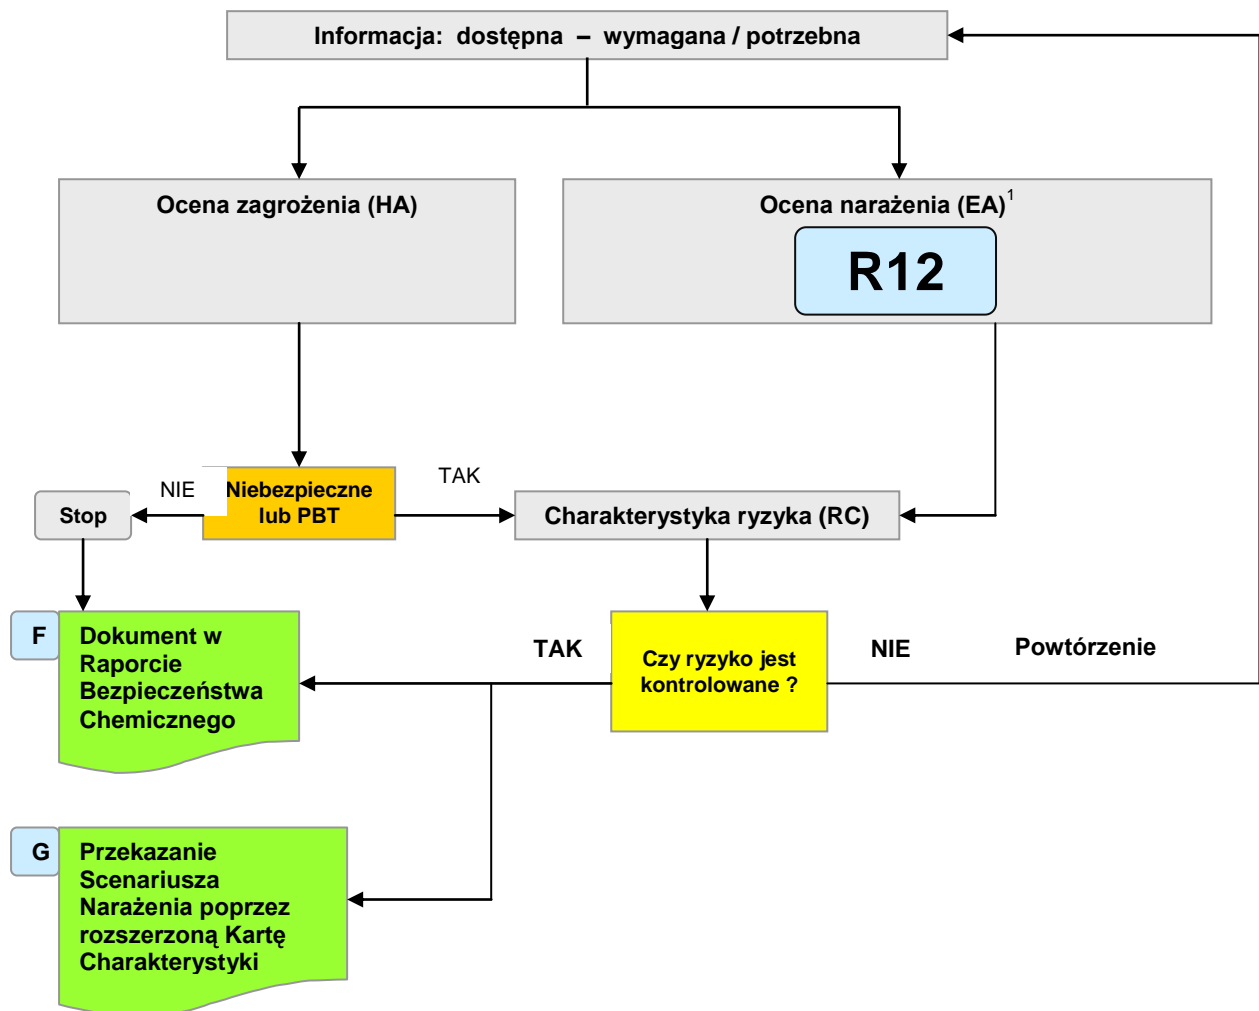 Informacja: dostępna – wymagana / potrzebna
Ocena zagrożenia (HA)
Ocena narażenia (EA)1
R12
NIE
Niebezpieczne
lub PBT
TAK
Stop
Charakterystyka ryzyka (RC)
F
Dokument w
Raporcie
Bezpieczeństwa
Chemicznego
TAK
Czy ryzyko jest
kontrolowane ?
NIE
Powtórzenie
G
Przekazanie
Scenariusza
Narażenia poprzez
rozszerzoną Kartę
Charakterystyki